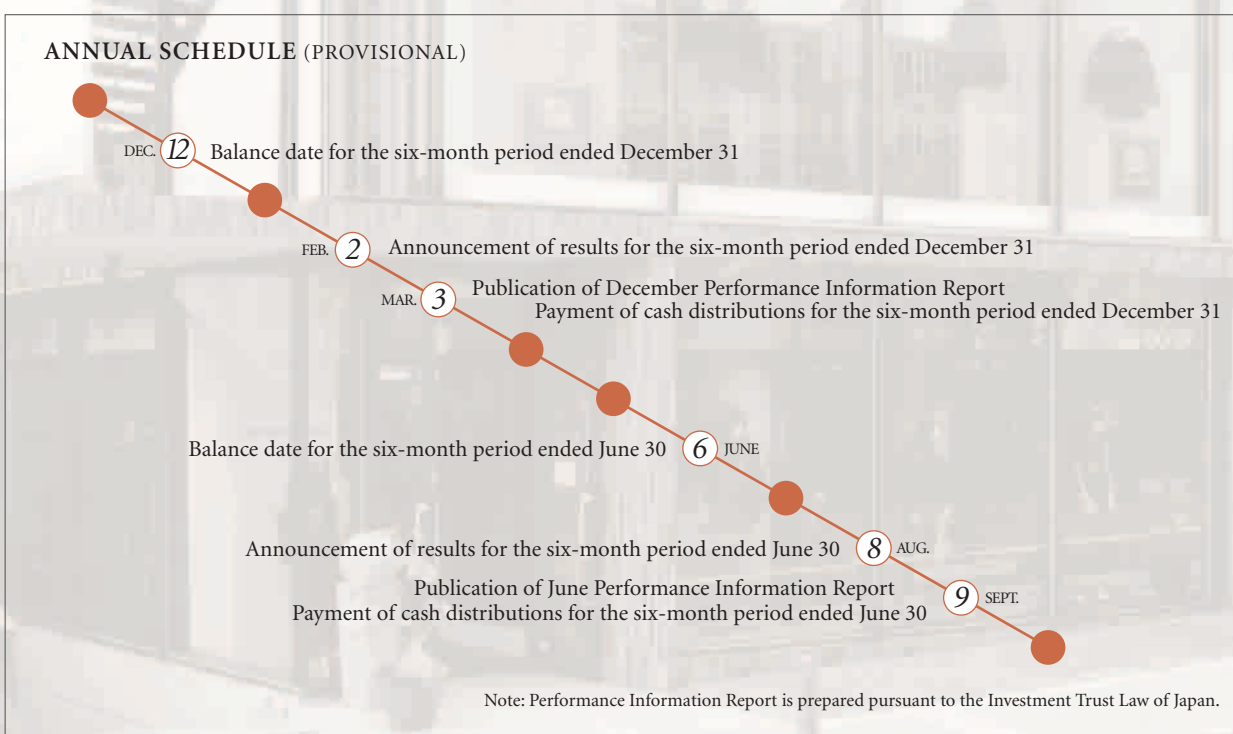 ANNUAL SCHEDULE (PROVISIONAL)
DEC. 12 Balance date for the six-month period ended December 31
FEB. 2 Announcement of results for the six-month period ended December 31
MAR. 3 Publication of December Performance Information Report
Payment of cash distributions for the six-month period ended December 31
Balance date for the six-month period ended June 30 6 JUNE
Announcement of results for the six-month period ended June 30 8 AUG.
Publication of June Performance Information Report
Payment of cash distributions for the six-month period ended June 30 9 SEPT.
Note: Performance Information Report is prepared pursuant to the Investment Trust Law of Japan.